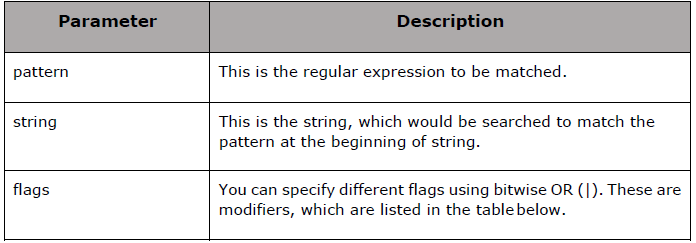 Parameter Description
pattern This is the regular expression to be matched.
string This is the string, which would be searched to match the
pattern at the beginning of string.
flags You can specify different flags using bitwise OR (|). These are
modifiers, which are listed in the table below.